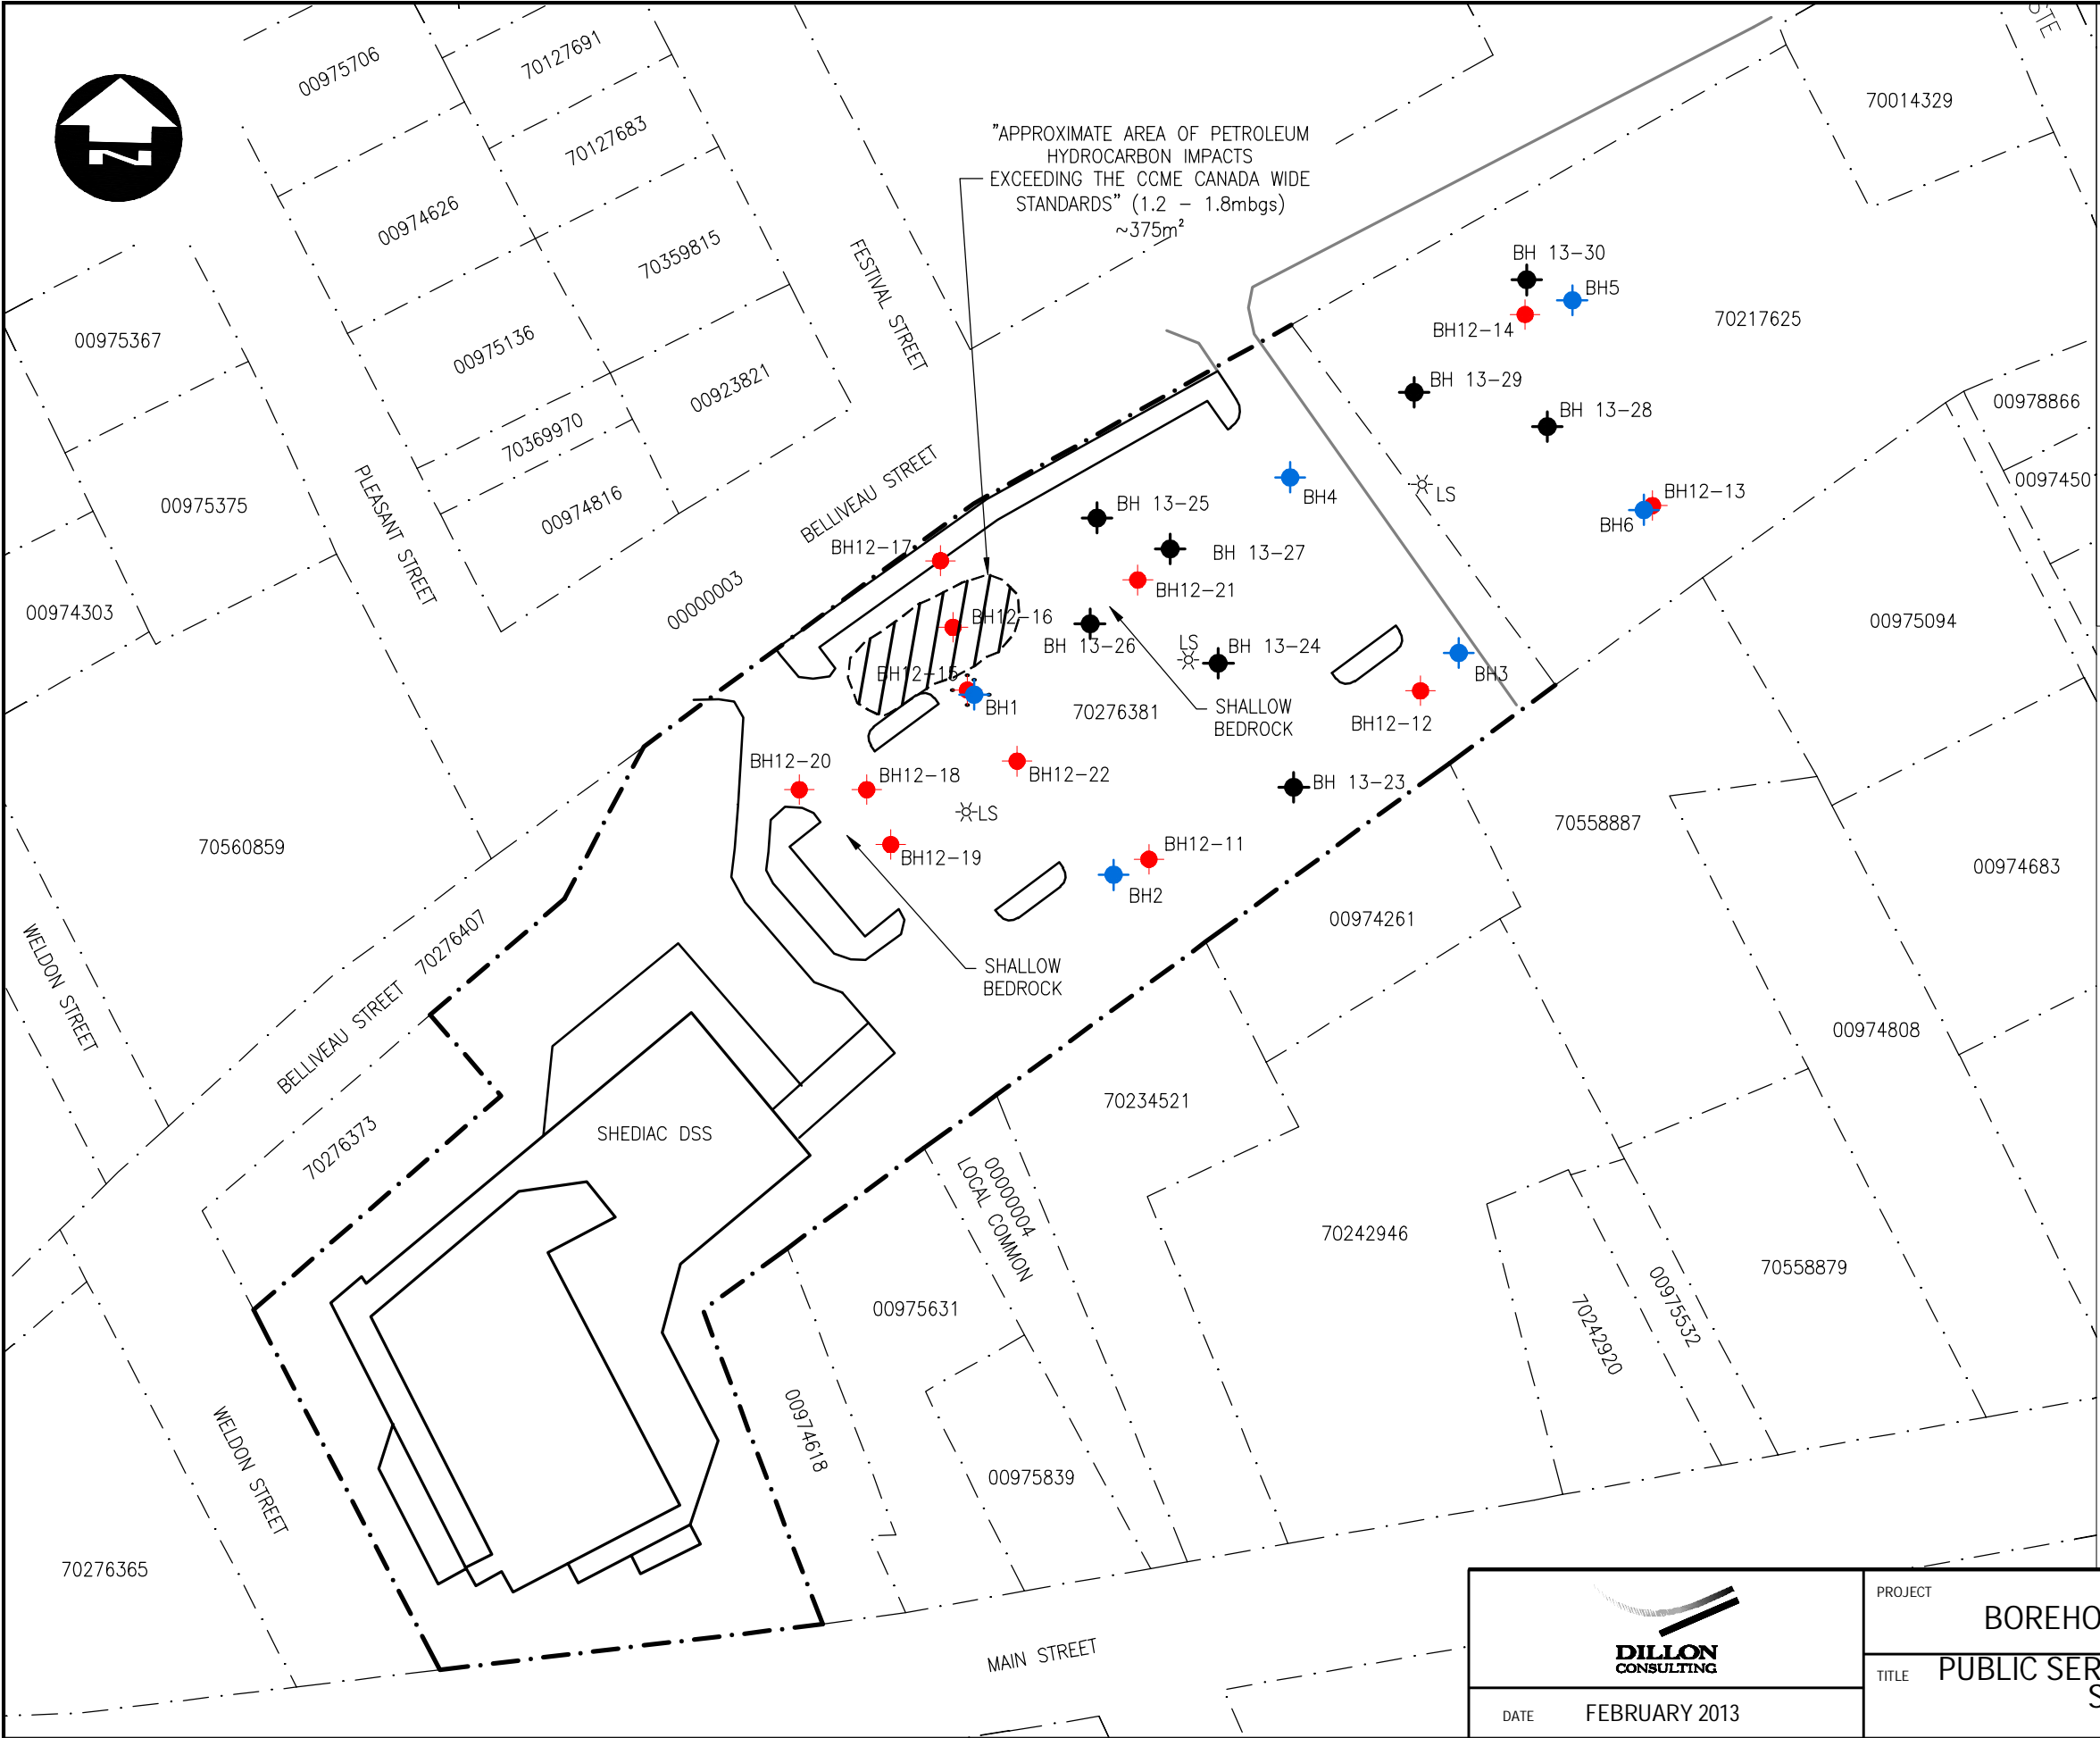 00975706
70127691
70127683
00974626
70359815
00975136
00923821
70369970
00974816
00975367
00975375
00974303
PLEASANT STREET
FESTIVAL STREET
BELLIVEAU STREET
00000003
"APPROXIMATE AREA OF PETROLEUM
HYDROCARBON IMPACTS
EXCEEDING THE CCME CANADA WIDE
STANDARDS" (1.2 - 1.8mbgs)
~375m²
70014329
BH 13-30
BH5
BH12-14
70217625
BH 13-29
BH 13-28
00978866
00974501
BH12-13
BH6
LS
BH4
BH 13-25
BH 13-27
BH12-17
BH12-21
BH12-16
BH 13-26
LS
BH 13-24
BH12-15
BH1
70276381
SHALLOW
BEDROCK
BH3
BH12-12
00975094
BH12-20
BH12-18
BH12-22
LS
BH 13-23
BH12-19
BH12-11
BH2
SHALLOW
BEDROCK
70560859
70558887
00974683
00974261
00974808
WELDON STREET
70276407
BELLIVEAU STREET
70276373
SHEDIAC DSS
70234521
00000004
LOCAL COMMON
70242946
70558879
00975532
70242920
00975631
00974618
00975839
WELDON STREET
70276365
MAIN STREET
DILLON
CONSULTING
DATE FEBRUARY 2013
PROJECT
BOREHO
TITLE PUBLIC SER
S